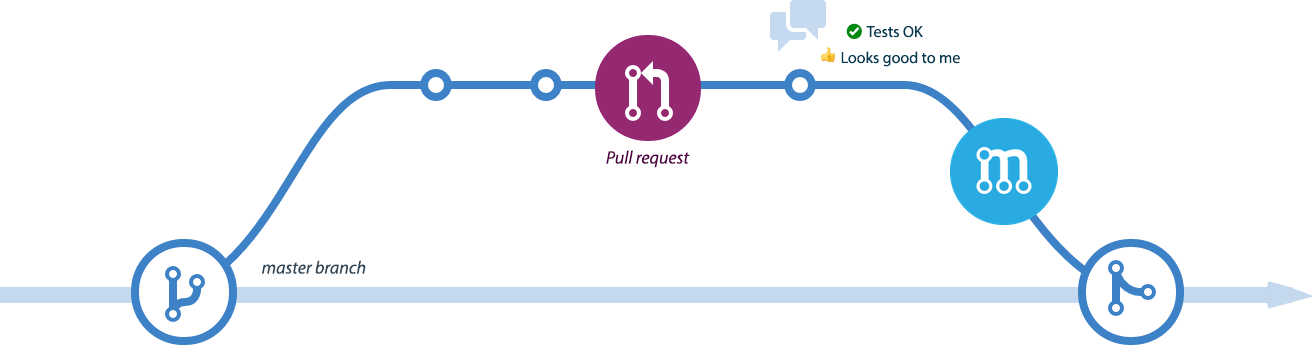 Tests OK
Looks good to me
Pull request
master branch